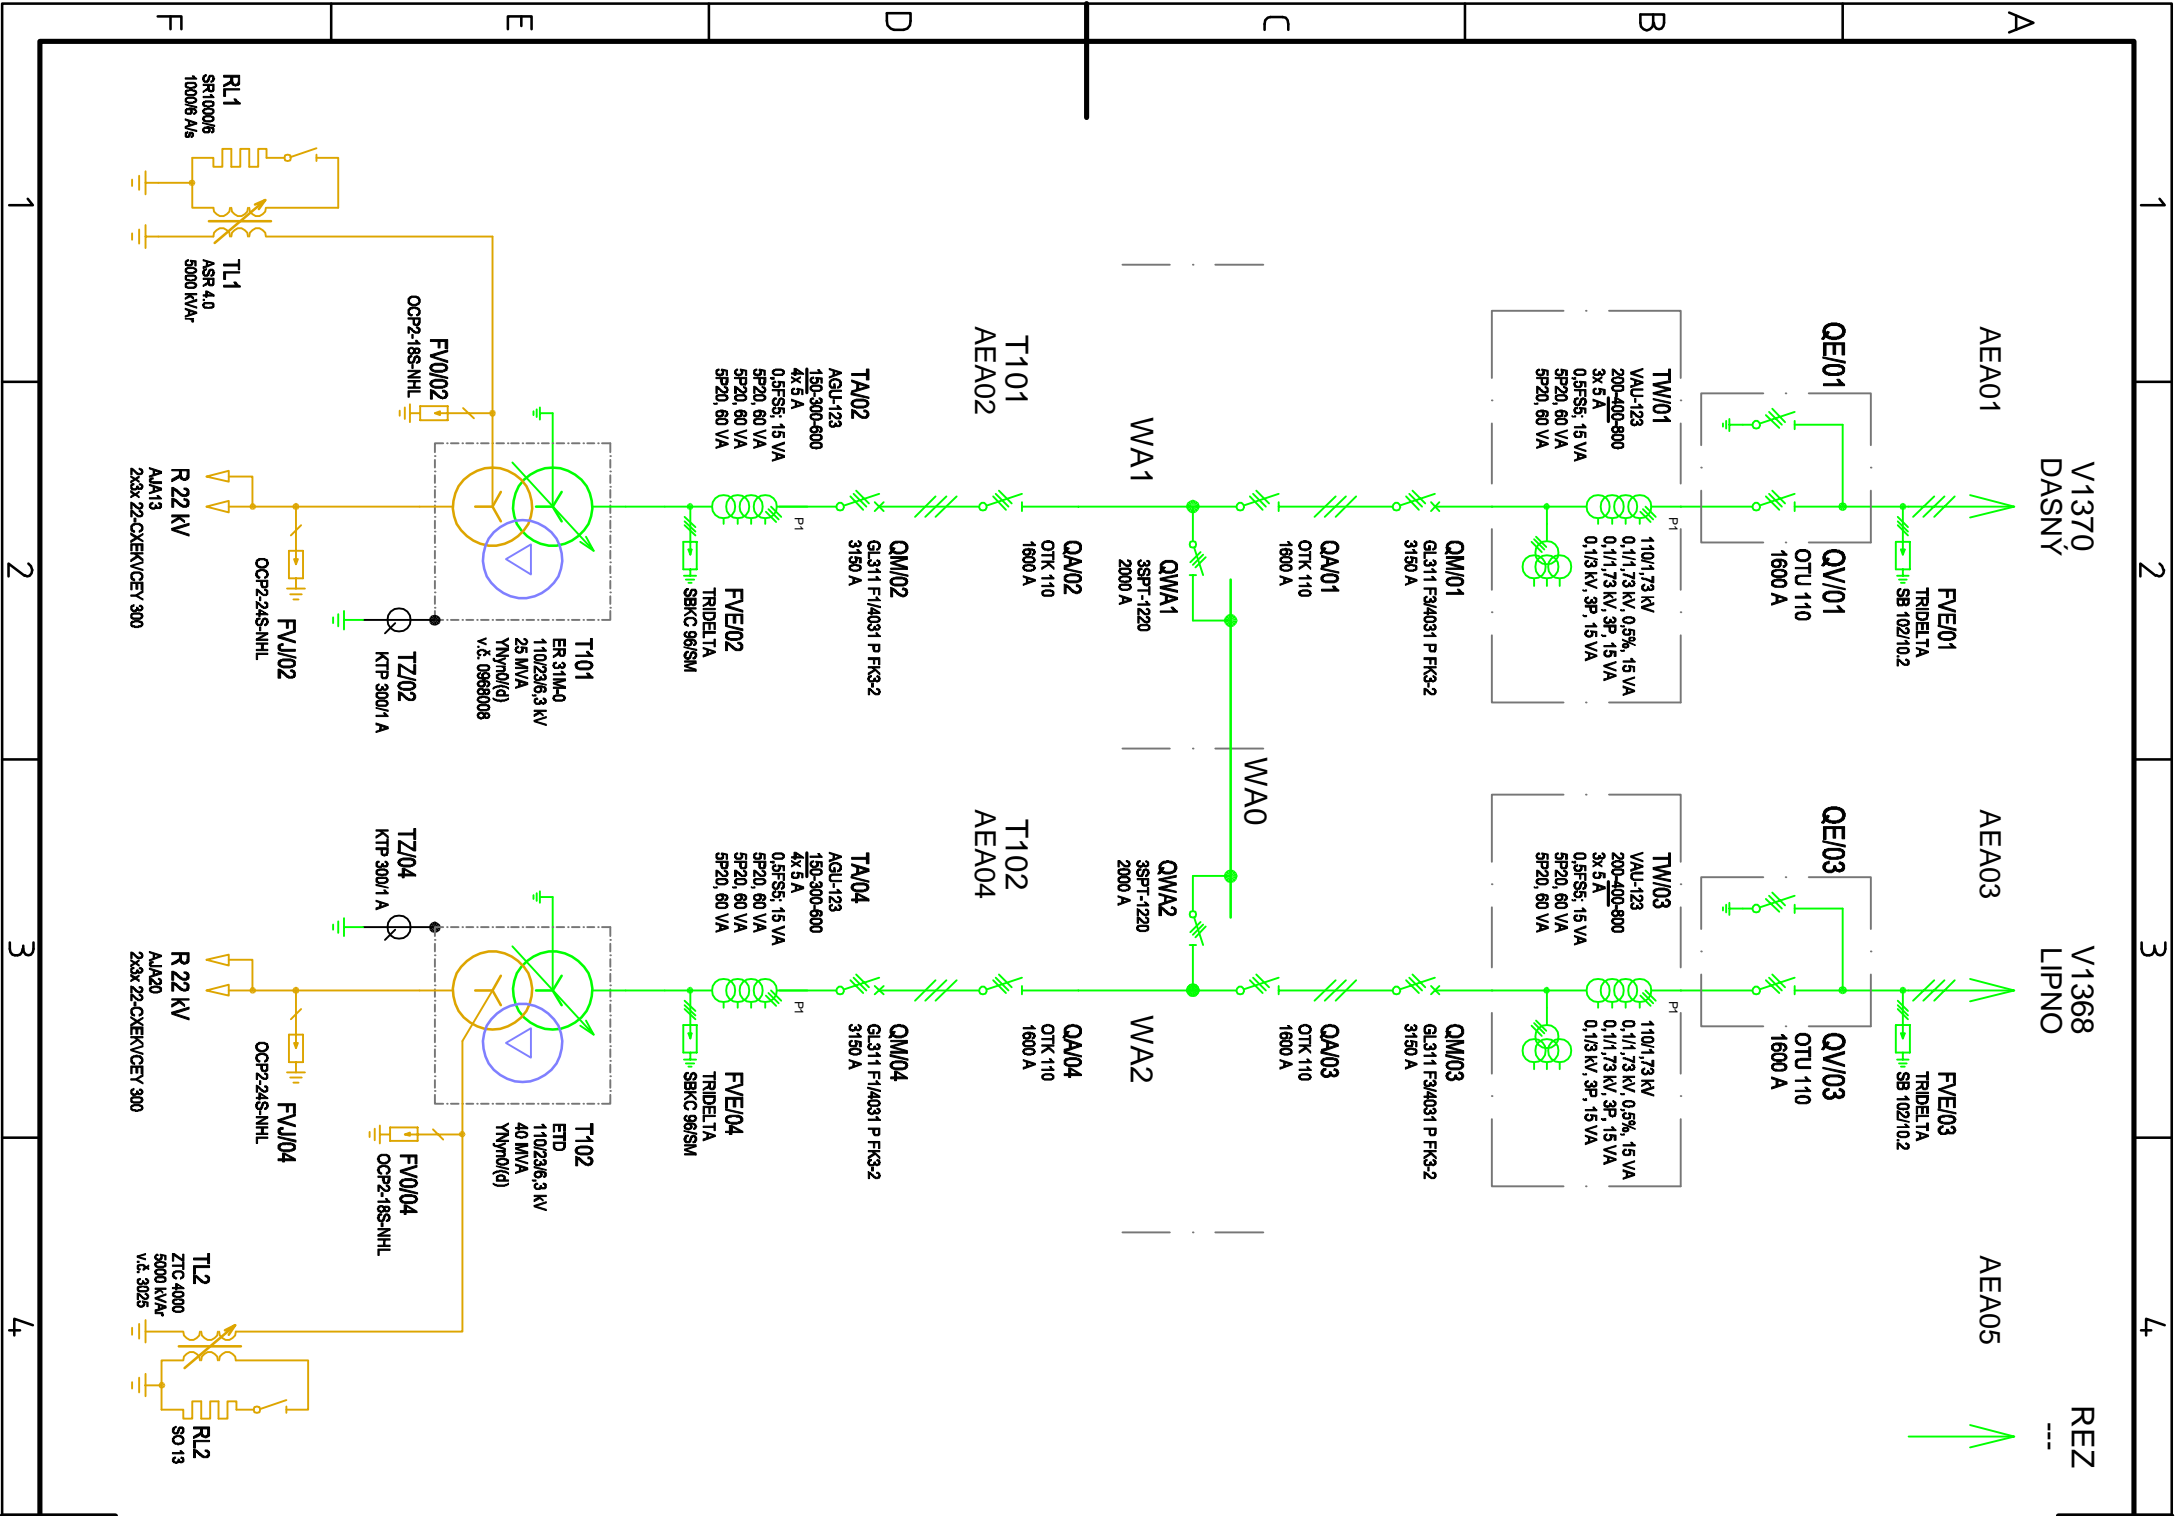 1
2
3
4
A
B
C
D
E
F
1
2
3
4
V1370
DASNÝ
V1368
LIPNO
REZ
---
AEA01
AEA03
AEA05
FVE/01
TRIDELTA
SB 102/10.2
FVE/03
TRIDELTA
SB 102/10.2
QE/01
QV/01
OTU 110
1600 A
QE/03
QV/03
OTU 110
1600 A
TW/01
VAU-123
200-400-800
3x 5 A
0,5FS5; 15 VA
5P20, 60 VA
5P20, 60 VA
P1
110/1,73 kV
0,1/1,73 kV, 0,5%, 15 VA
0,1/1,73 kV, 3P, 15 VA
0,1/3 kV, 3P, 15 VA
TW/03
VAU-123
200-400-800
3x 5 A
0,5FS5; 15 VA
5P20, 60 VA
5P20, 60 VA
P1
110/1,73 kV
0,1/1,73 kV, 0,5%, 15 VA
0,1/1,73 kV, 3P, 15 VA
0,1/3 kV, 3P, 15 VA
QM/01
GL311 F3/4031 P FK3-2
3150 A
QM/03
GL311 F3/4031 P FK3-2
3150 A
QA/01
OTK 110
1600 A
QA/03
OTK 110
1600 A
WA0
WA1
QWA1
3SPT-1220
2000 A
QWA2
3SPT-1220
2000 A
WA2
T101
AEA02
QA/02
OTK 110
1600 A
T102
AEA04
QA/04
OTK 110
1600 A
TA/02
AGU-123
150-300-600
4x 5 A
0,5FS5; 15 VA
5P20, 60 VA
5P20, 60 VA
5P20, 60 VA
P1
QM/02
GL311 F1/4031 P FK3-2
3150 A
TA/04
AGU-123
150-300-600
4x 5 A
0,5FS5; 15 VA
5P20, 60 VA
5P20, 60 VA
5P20, 60 VA
P1
QM/04
GL311 F1/4031 P FK3-2
3150 A
FVE/02
TRIDELTA
SBKC 96/SM
FVE/04
TRIDELTA
SBKC 96/SM
T101
ER 31M-0
110/23/6,3 kV
25 MVA
YNyn0/(d)
v.č. 0968008
T102
ETD
110/23/6,3 kV
40 MVA
YNyn0/(d)
FV0/02
OCP2-18S-NHL
TZ/02
KTP 300/1 A
TZ/04
KTP 300/1 A
FV0/04
OCP2-18S-NHL
FVJ/02
OCP2-24S-NHL
FVJ/04
OCP2-24S-NHL
RL1
SR1000/6
1000/6 A/s
TL1
ASR 4.0
5000 kVAr
R 22 kV
AJA13
2x3x 22-CXEKVCEY 300
R 22 kV
AJA20
2x3x 22-CXEKVCEY 300
TL2
ZTC 4000
5000 kVAr
v.č. 3025
RL2
SO 13